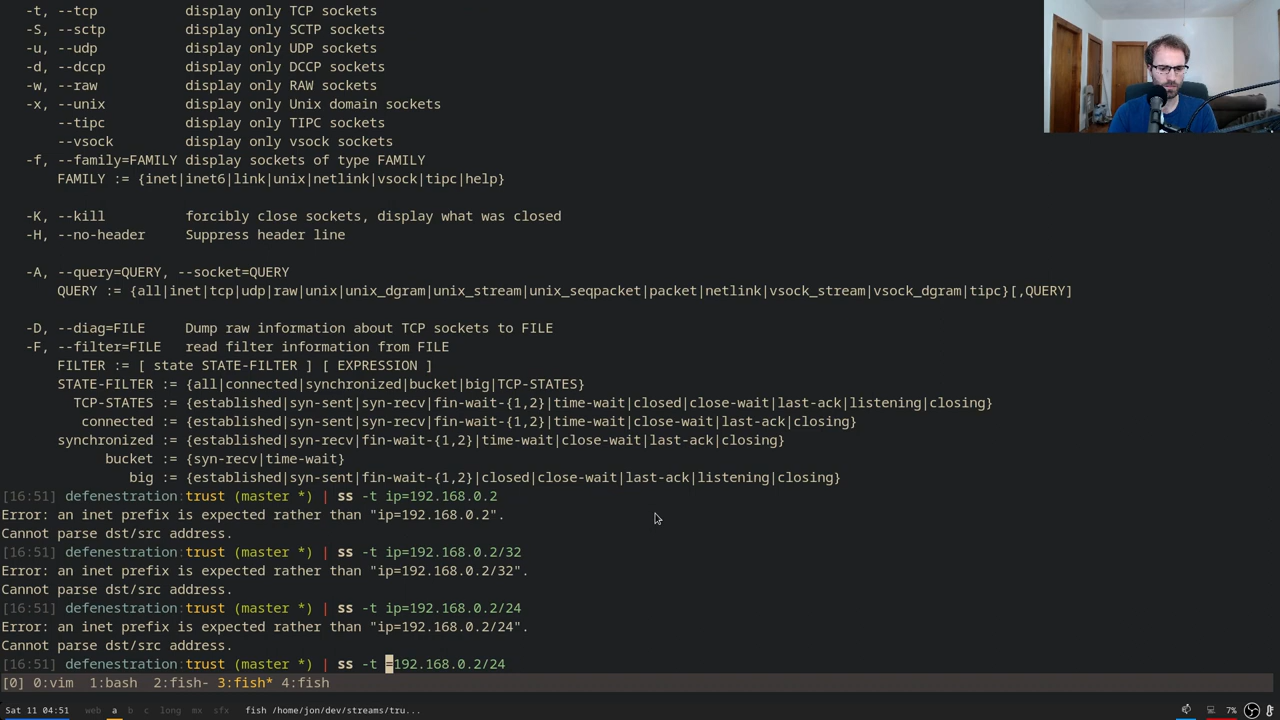 -t, --tcp           display only TCP sockets
-S, --sctp          display only SCTP sockets
-u, --udp           display only UDP sockets
-d, --dccp          display only DCCP sockets
-w, --raw           display only RAW sockets
-x, --unix          display only Unix domain sockets
    --tipc          display only TIPC sockets
    --vsock         display only vsock sockets
-f, --family=FAMILY display sockets of type FAMILY
    FAMILY := {inet|inet6|link|unix|netlink|vsock|tipc|help}
-K, --kill          forcibly close sockets, display what was closed
-H, --no-header     Suppress header line
-A, --query=QUERY, --socket=QUERY
    QUERY := {all|inet|tcp|udp|raw|unix|unix_dgram|unix_stream|unix_seqpacket|packet|netlink|vsock_stream|vsock_dgram|tipc}[,QUERY]
-D, --diag=FILE     Dump raw information about TCP sockets to FILE
-F, --filter=FILE   read filter information from FILE
    FILTER := [ state STATE-FILTER ] [ EXPRESSION ]
    STATE-FILTER := {all|connected|synchronized|bucket|big|TCP-STATES}
      TCP-STATES := {established|syn-sent|syn-recv|fin-wait-{1,2}|time-wait|closed|close-wait|last-ack|listening|closing}
       connected := {established|syn-sent|syn-recv|fin-wait-{1,2}|time-wait|close-wait|last-ack|closing}
    synchronized := {established|syn-recv|fin-wait-{1,2}|time-wait|close-wait|last-ack|closing}
          bucket := {syn-recv|time-wait}
             big := {established|syn-sent|fin-wait-{1,2}|closed|close-wait|last-ack|listening|closing}
[16:51] defenestration:trust (master *) | ss -t ip=192.168.0.2
Error: an inet prefix is expected rather than "ip=192.168.0.2".
Cannot parse dst/src address.
[16:51] defenestration:trust (master *) | ss -t ip=192.168.0.2/32
Error: an inet prefix is expected rather than "ip=192.168.0.2/32".
Cannot parse dst/src address.
[16:51] defenestration:trust (master *) | ss -t ip=192.168.0.2/24
Error: an inet prefix is expected rather than "ip=192.168.0.2/24".
Cannot parse dst/src address.
[16:51] defenestration:trust (master *) | ss -t =192.168.0.2/24
[0] 0:vim  1:bash  2:fish- 3:fish* 4:fish
Sat 11 04:51 web a b c long mx sfx fish /home/jon/dev/streams/tru... 7%